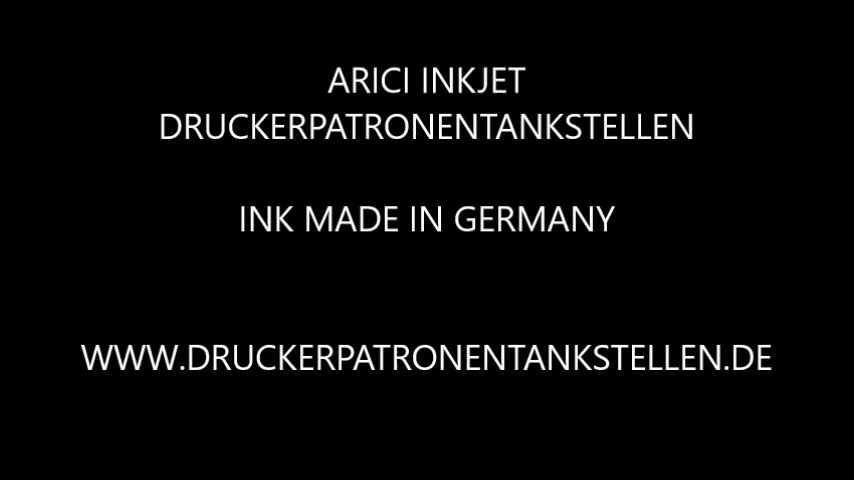 ARICI INKJET
DRUCKERPATRONENTANKSTELLEN
INK MADE IN GERMANY
WWW.DRUCKERPATRONENTANKSTELLEN.DE